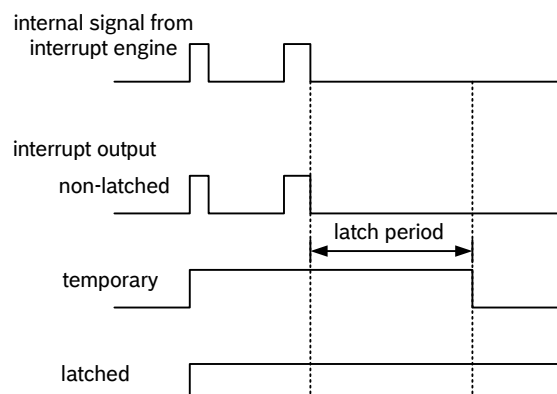 internal signal from
interrupt engine
interrupt output
non-latched
latch period
temporary
latched